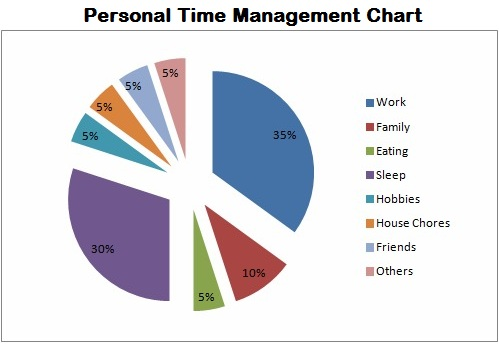 Personal Time Management Chart
5%
5%
5%
5%
35%
30%
5%
10%
Work
Family
Eating
Sleep
Hobbies
House Chores
Friends
Others